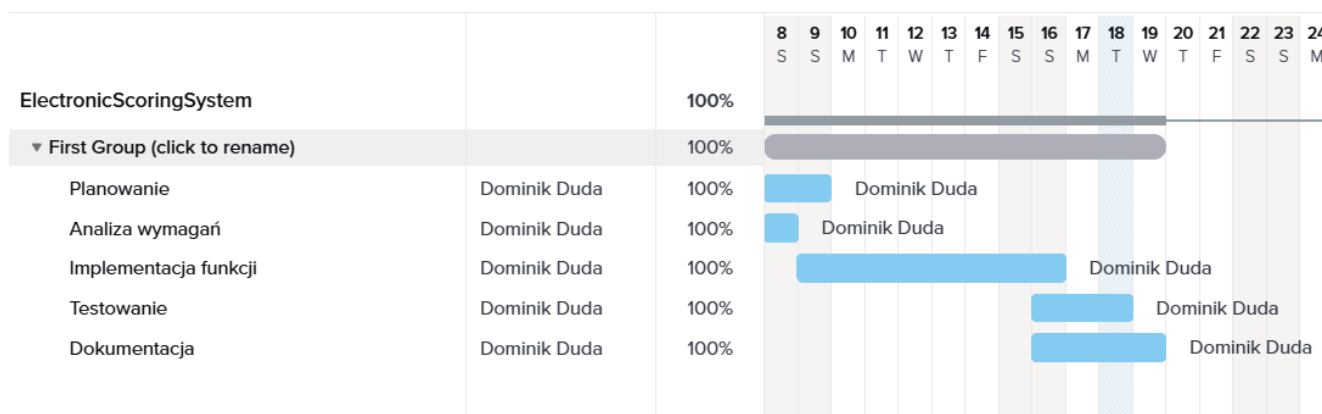 8 9 10 11 12 13 14 15 16 17 18 19 20 21 22 23 24
S S M T W T F S S M T W T F S S M
ElectronicScoringSystem 100%
First Group (click to rename) 100%
Planowanie Dominik Duda 100% Dominik Duda
Analiza wymagań Dominik Duda 100% Dominik Duda
Implementacja funkcji Dominik Duda 100% Dominik Duda
Testowanie Dominik Duda 100% Dominik Duda
Dokumentacja Dominik Duda 100% Dominik Duda